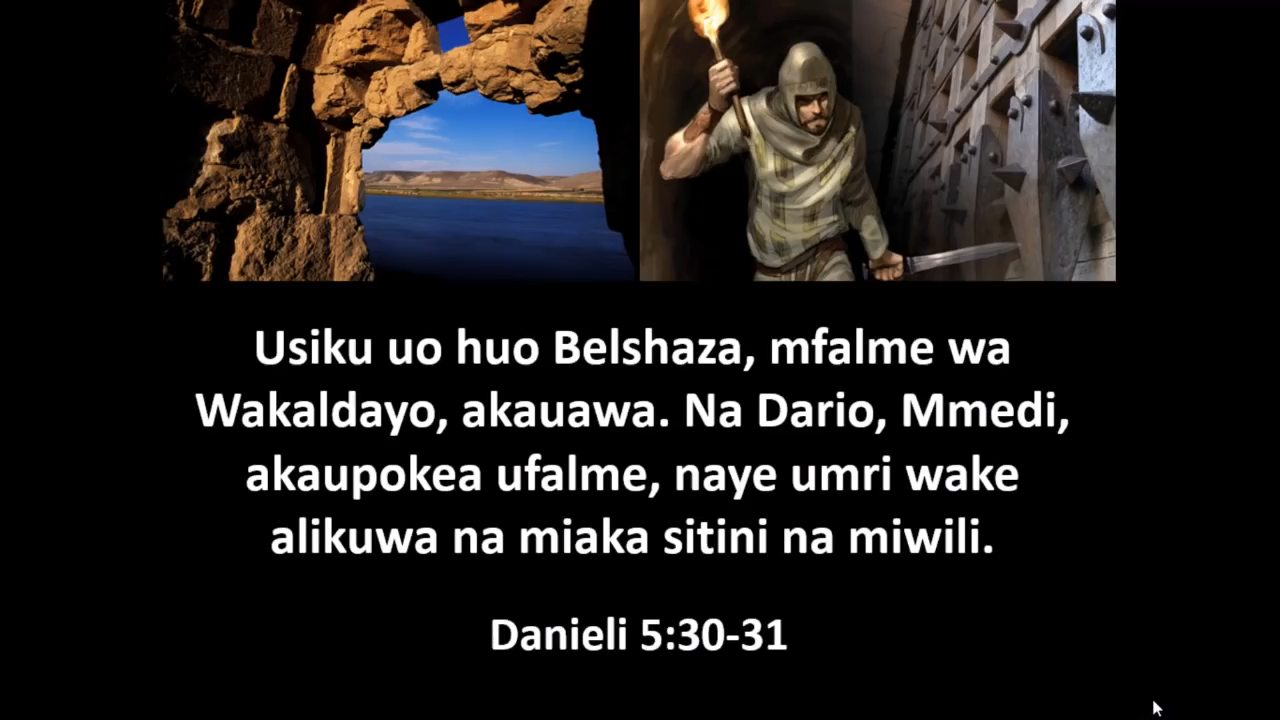 Usiku uo huo Belshaza, mfalme wa
Wakaldayo, akauawa. Na Dario, Mmedi,
akaupokea ufalme, naye umri wake
alikuwa na miaka sitini na miwili.
Danieli 5:30-31